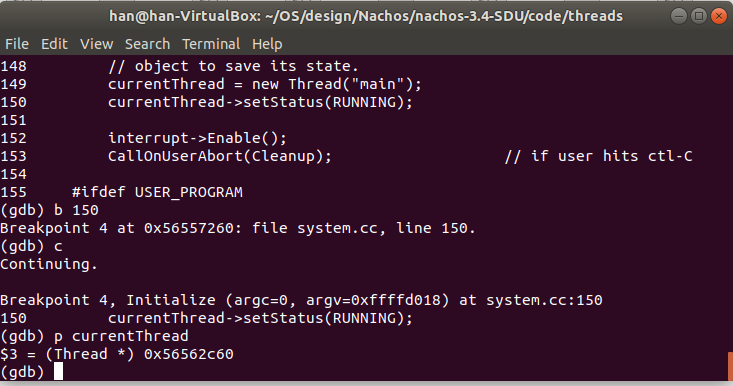 han@han-VirtualBox: ~/OS/design/Nachos/nachos-3.4-SDU/code/threads
File Edit View Search Terminal Help
148         // object to save its state.
149         currentThread = new Thread("main");
150         currentThread->setStatus(RUNNING);
151
152         interrupt->Enable();
153         CallOnUserAbort(Cleanup);                   // if user hits ctl-C
154
155     #ifdef USER_PROGRAM
(gdb) b 150
Breakpoint 4 at 0x56557260: file system.cc, line 150.
(gdb) c
Continuing.

Breakpoint 4, Initialize (argc=0, argv=0xffffd018) at system.cc:150
150         currentThread->setStatus(RUNNING);
(gdb) p currentThread
$3 = (Thread *) 0x56562c60
(gdb)